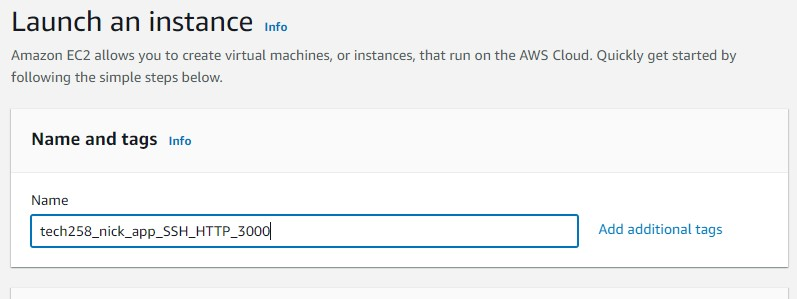 Launch an instance Info
Amazon EC2 allows you to create virtual machines, or instances, that run on the AWS Cloud. Quickly get started by
following the simple steps below.
Name and tags Info
Name
tech258_nick_app_SSH_HTTP_3000
Add additional tags